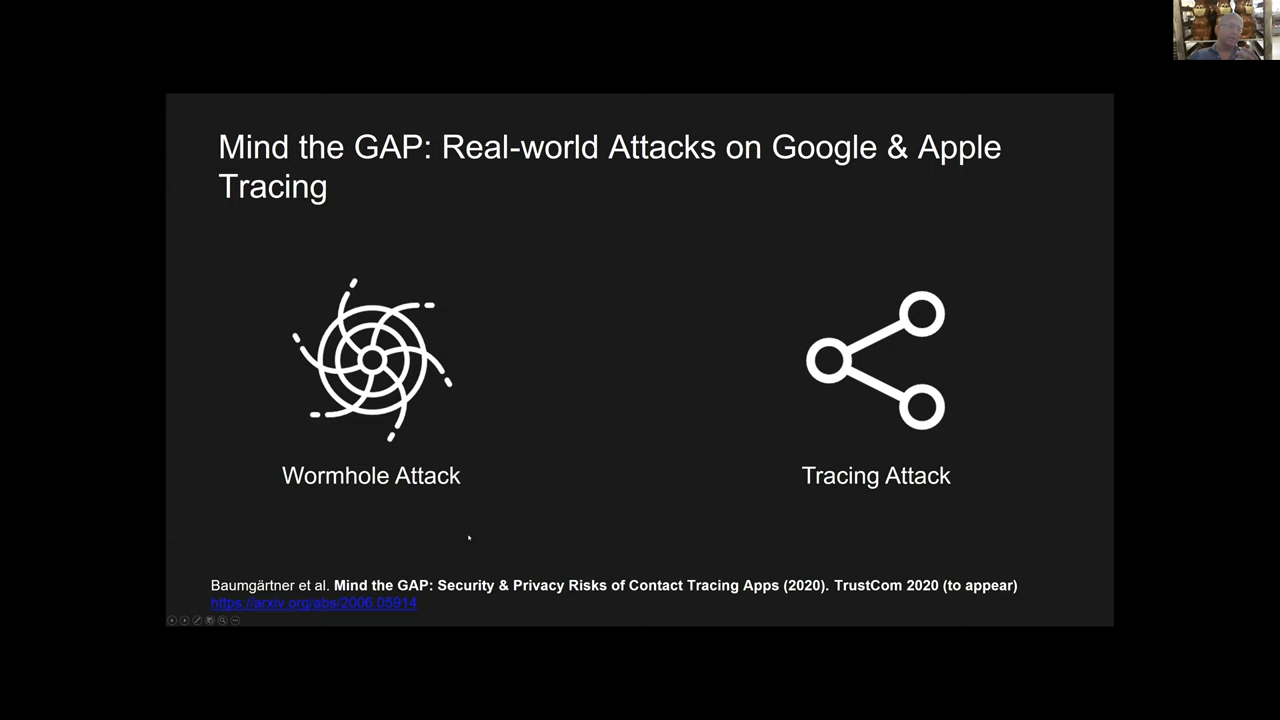 Mind the GAP: Real-world Attacks on Google & Apple
Tracing
Wormhole Attack
Tracing Attack
Baumgärtner et al. Mind the GAP: Security & Privacy Risks of Contact Tracing Apps (2020). TrustCom 2020 (to appear)
https://arxiv.org/abs/2006.05914